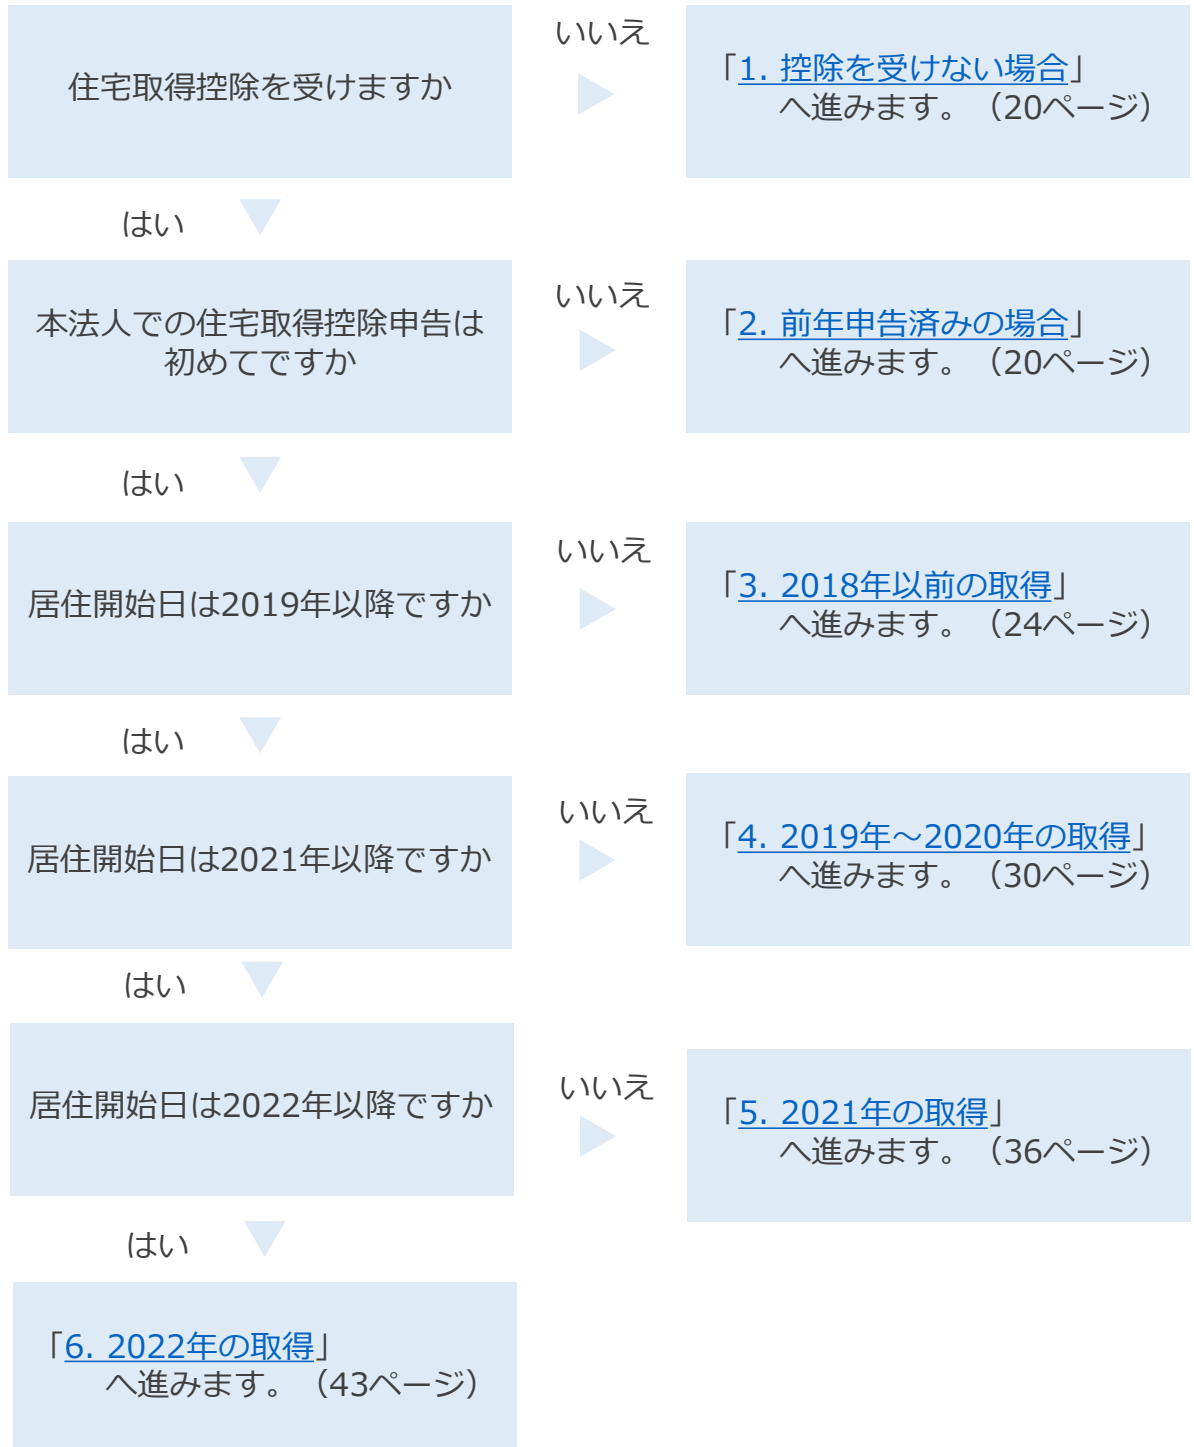 住宅取得控除を受けますか
いいえ
「1. 控除を受けない場合」
へ進みます。（20ページ）
はい
本法人での住宅取得控除申告は
初めてですか
いいえ
「2. 前年申告済みの場合」
へ進みます。（20ページ）
はい
居住開始日は2019年以降ですか
いいえ
「3. 2018年以前の取得」
へ進みます。（24ページ）
はい
居住開始日は2021年以降ですか
いいえ
「4. 2019年～2020年の取得」
へ進みます。（30ページ）
はい
居住開始日は2022年以降ですか
いいえ
「5. 2021年の取得」
へ進みます。（36ページ）
はい
「6. 2022年の取得」
へ進みます。（43ページ）